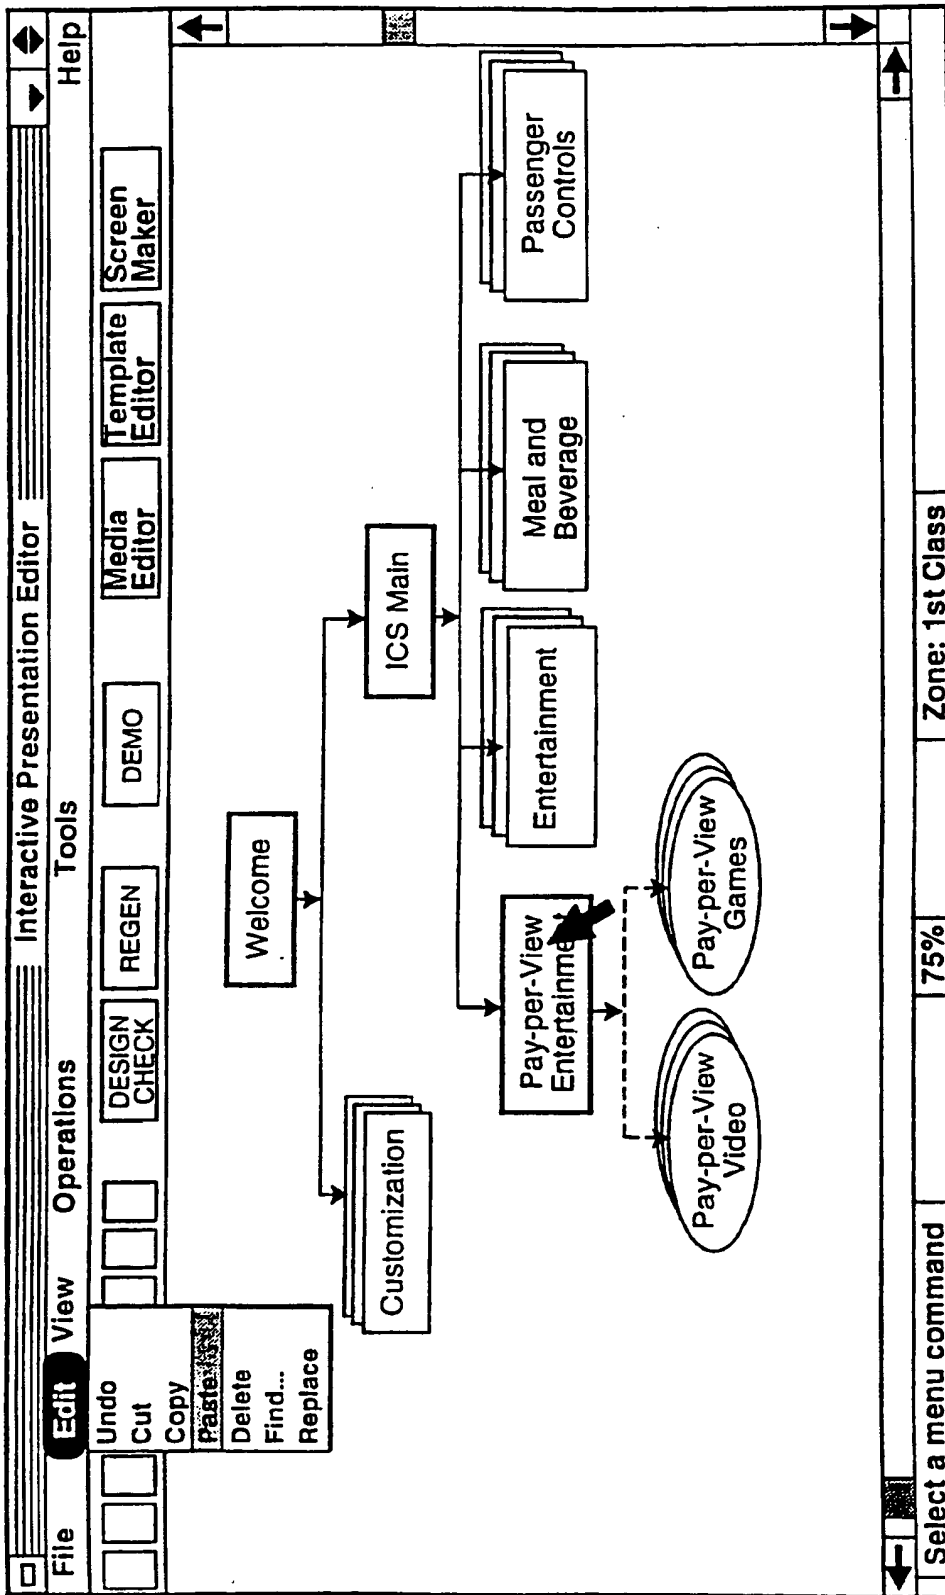 Interactive Presentation Editor
File Edit View Operations Tools Help
DESIGN
CHECK
REGEN
DEMO
Media
Editor
Template
Editor
Screen
Maker
Undo
Cut
Copy
Paste
Delete
Find...
Replace
Welcome
Customization
ICS Main
Pay-per-View
Entertainment
Entertainment
Meal and
Beverage
Passenger
Controls
Pay-per-View
Video
Pay-per-View
Games
Select a menu command
75%
Zone: 1st Class